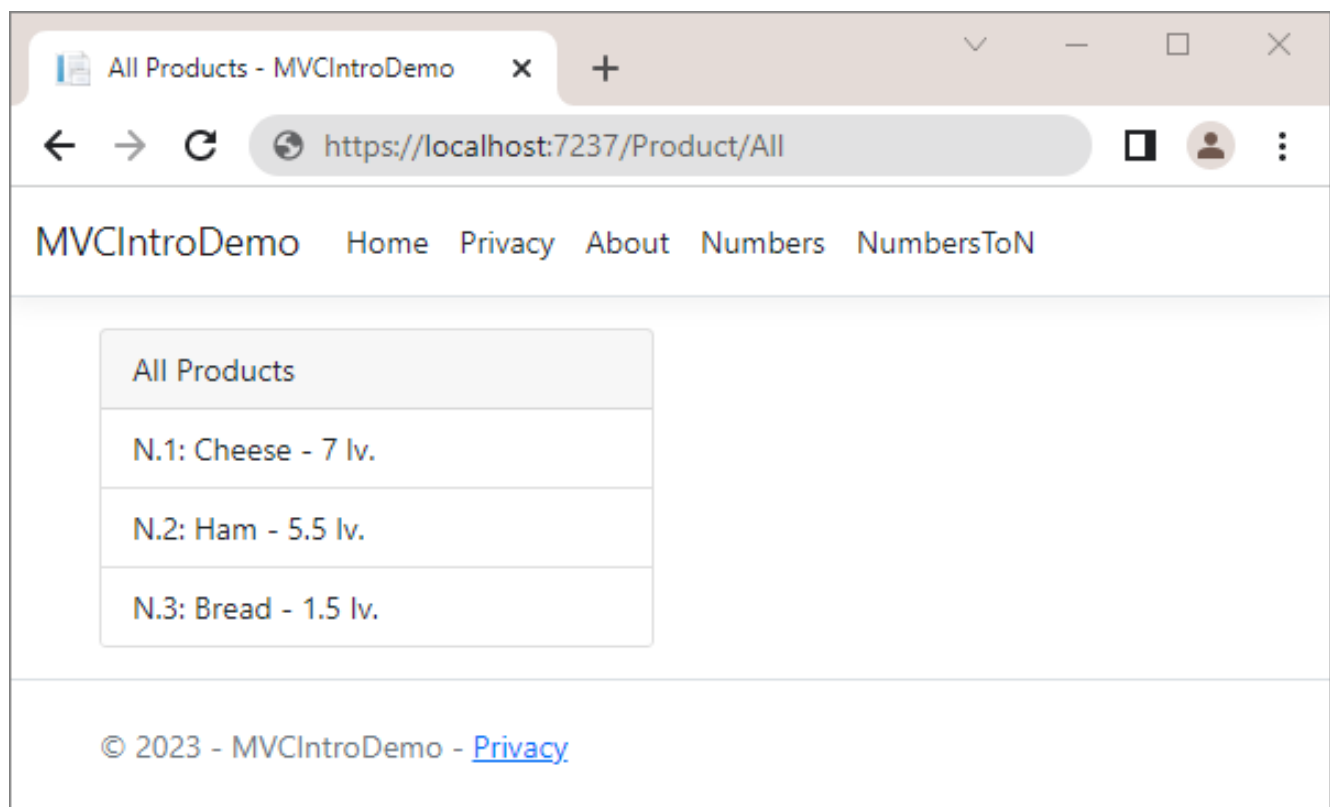 All Products - MVCIntroDemo
https://localhost:7237/Product/All
MVCIntroDemo Home Privacy About Numbers NumbersToN
All Products
N.1: Cheese - 7 lv.
N.2: Ham - 5.5 lv.
N.3: Bread - 1.5 lv.
© 2023 - MVCIntroDemo - Privacy